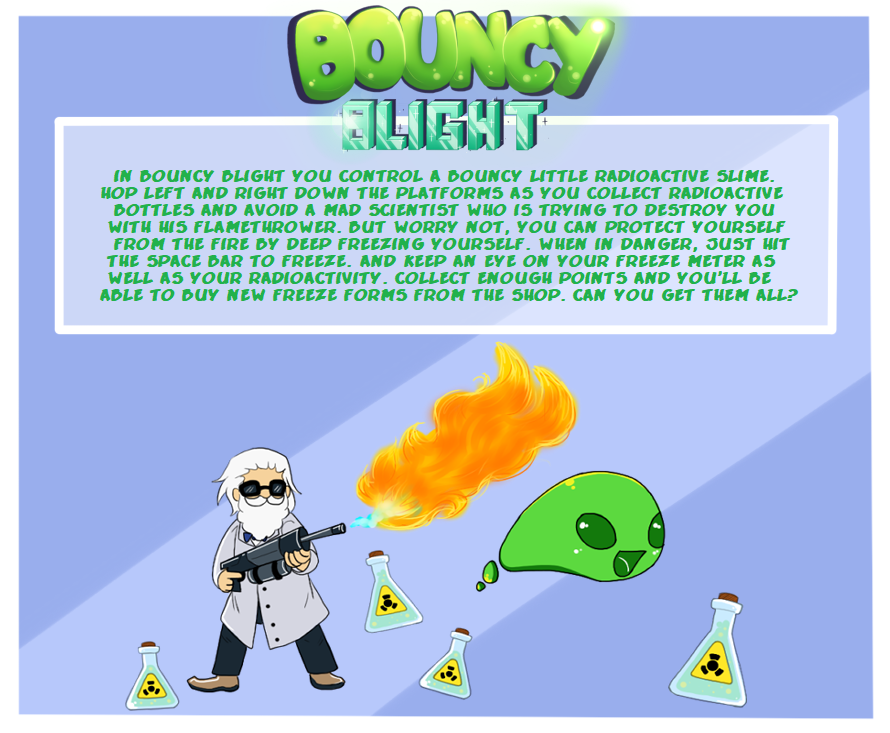 BOUNCY
BLIGHT
IN BOUNCY BLIGHT YOU CONTROL A BOUNCY LITTLE RADIOACTIVE SLIME.
HOP LEFT AND RIGHT DOWN THE PLATFORMS AS YOU COLLECT RADIOACTIVE
BOTTLES AND AVOID A MAD SCIENTIST WHO IS TRYING TO DESTROY YOU
WITH HIS FLAMETHROWER. BUT WORRY NOT, YOU CAN PROTECT YOURSELF
FROM THE FIRE BY DEEP FREEZING YOURSELF. WHEN IN DANGER, JUST HIT
THE SPACE BAR TO FREEZE. AND KEEP AN EYE ON YOUR FREEZE METER AS
WELL AS YOUR RADIOACTIVITY. COLLECT ENOUGH POINTS AND YOU'LL BE
ABLE TO BUY NEW FREEZE FORMS FROM THE SHOP. CAN YOU GET THEM ALL?